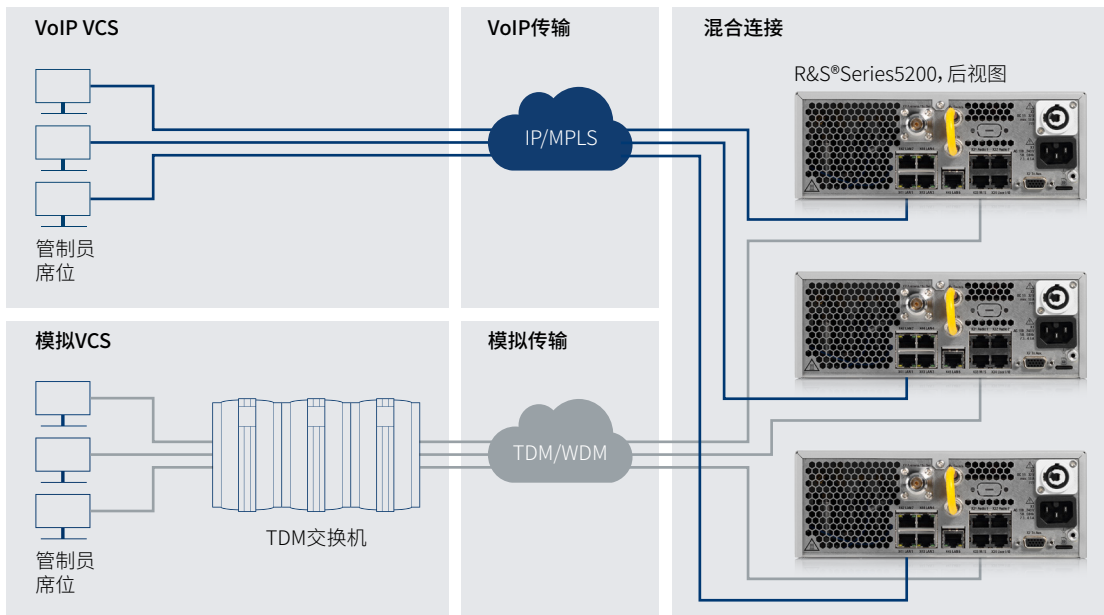 VoIP VCS
管制员
席位
VoIP传输
IP/MPLS
混合连接
R&S®Series5200,后视图
模拟VCS
管制员
席位
TDM交换机
模拟传输
TDM/WDM